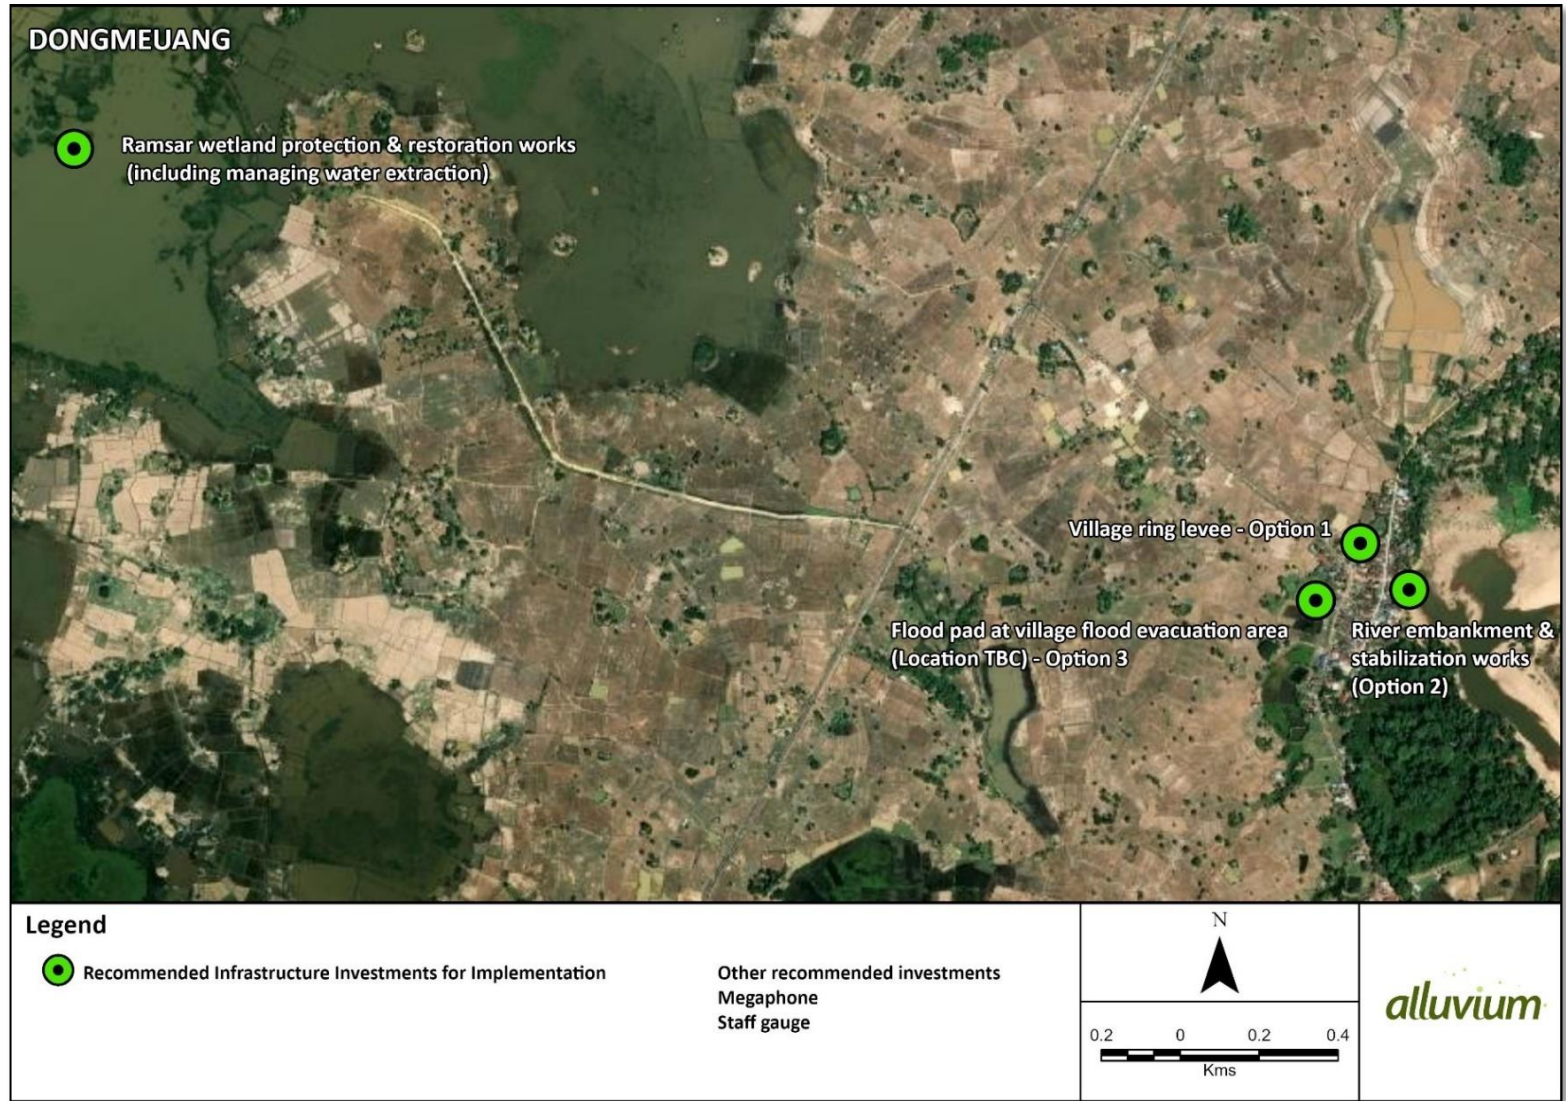 DONGMEUANG
Ramsar wetland protection & restoration works
(including managing water extraction)
Village ring levee - Option 1
Flood pad at village flood evacuation area
(Location TBC) - Option 3
River embankment &
stabilization works
(Option 2)
Legend
Recommended Infrastructure Investments for Implementation
Other recommended investments
Megaphone
Staff gauge
N
0.2 0 0.2 0.4
Kms
alluvium